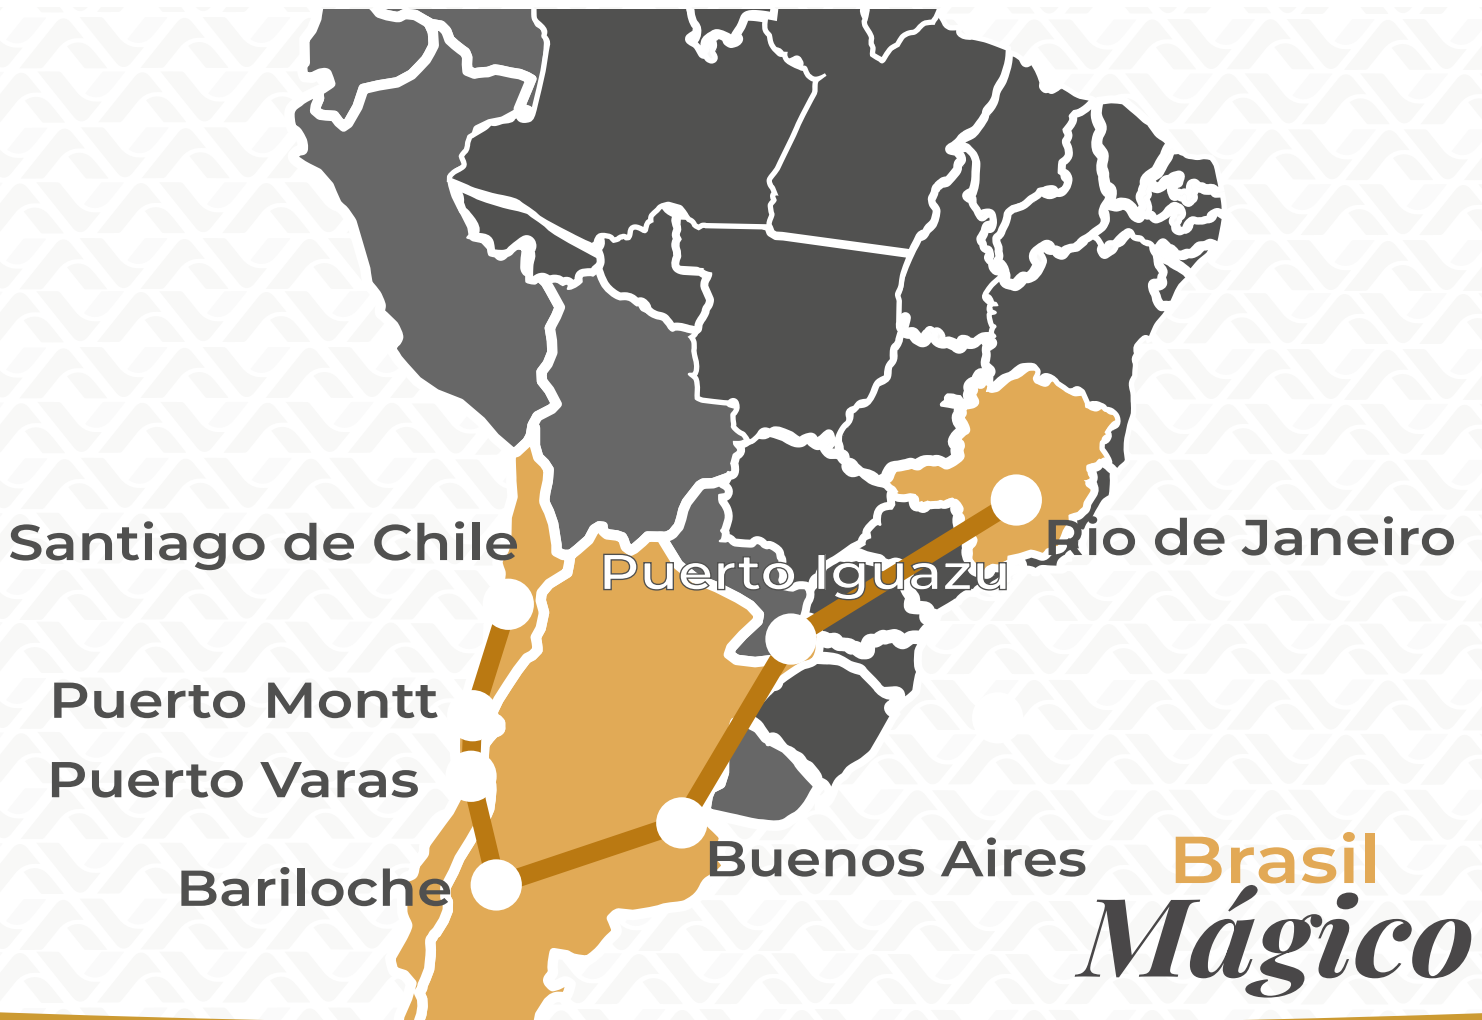 Santiago de Chile
Rio de Janeiro
Puerto Iguazu
Puerto Montt
Puerto Varas
Bariloche
Buenos Aires
Brasil
Mágico